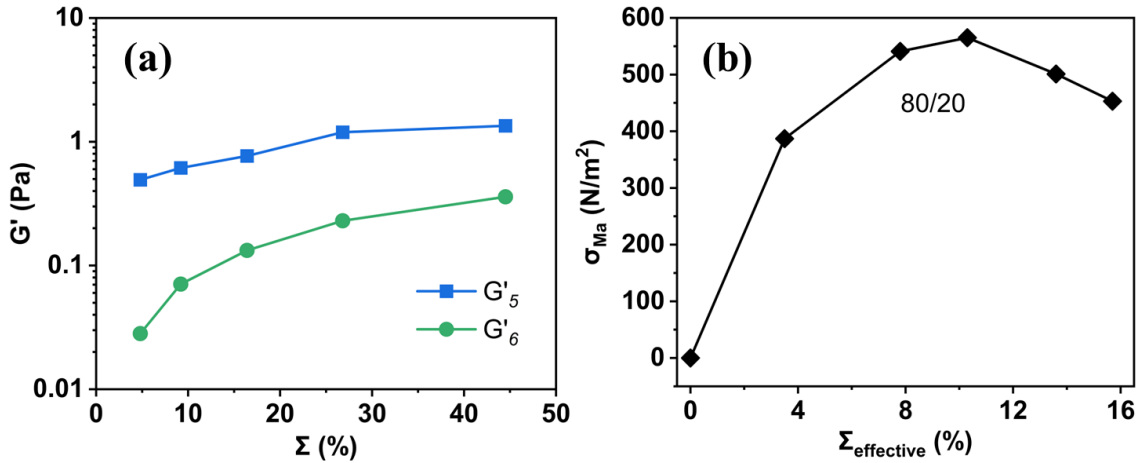 (a)
10
1
0.1
0.01
G' (Pa)
G'5
G'6
0 10 20 30 40 50
Σ (%)
(b)
600
500
400
300
200
100
0
σMa (N/m²)
80/20
0 4 8 12 16
Σeffective (%)